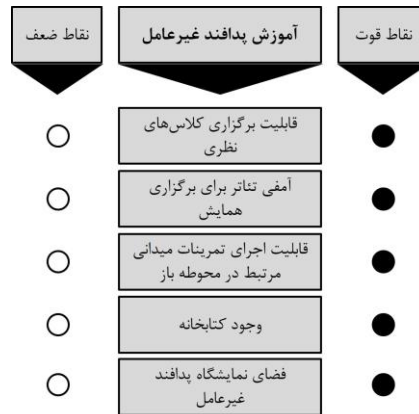 نقاط قوت
آموزش پدافند غیرعامل
نقاط ضعف
قابلیت برگزاری کلاس‌های
نظری
آمفی تئاتر برای برگزاری
همایش
قابلیت اجرای تمرینات میدانی
مرتبط در محوطه باز
وجود کتابخانه
فضای نمایشگاه پدافند
غیرعامل